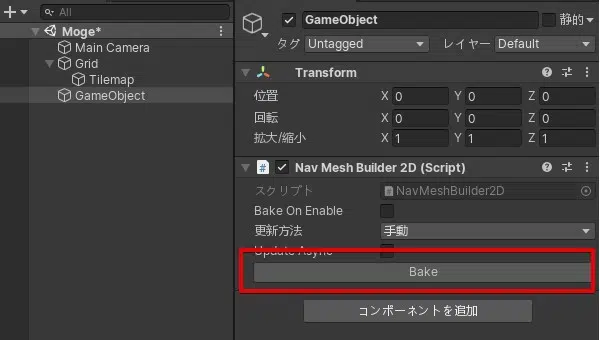 All
Moge*
Main Camera
Grid
Tilemap
GameObject
GameObject
静的
タグ Untagged レイヤー Default
Transform
位置 X 0 Y 0 Z 0
回転 X 0 Y 0 Z 0
拡大/縮小 X 1 Y 1 Z 1
Nav Mesh Builder 2D (Script)
スクリプト NavMeshBuilder2D
Bake On Enable
更新方法 手動
Update Async
Bake
コンポーネントを追加